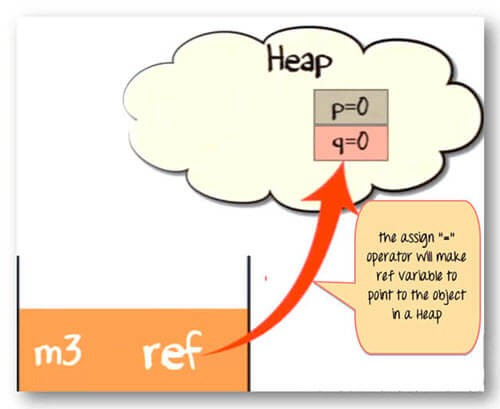 Heap
p=0
q=0
the assign "="
operator will make
ref variable to
point to the object
in a Heap
m3 ref